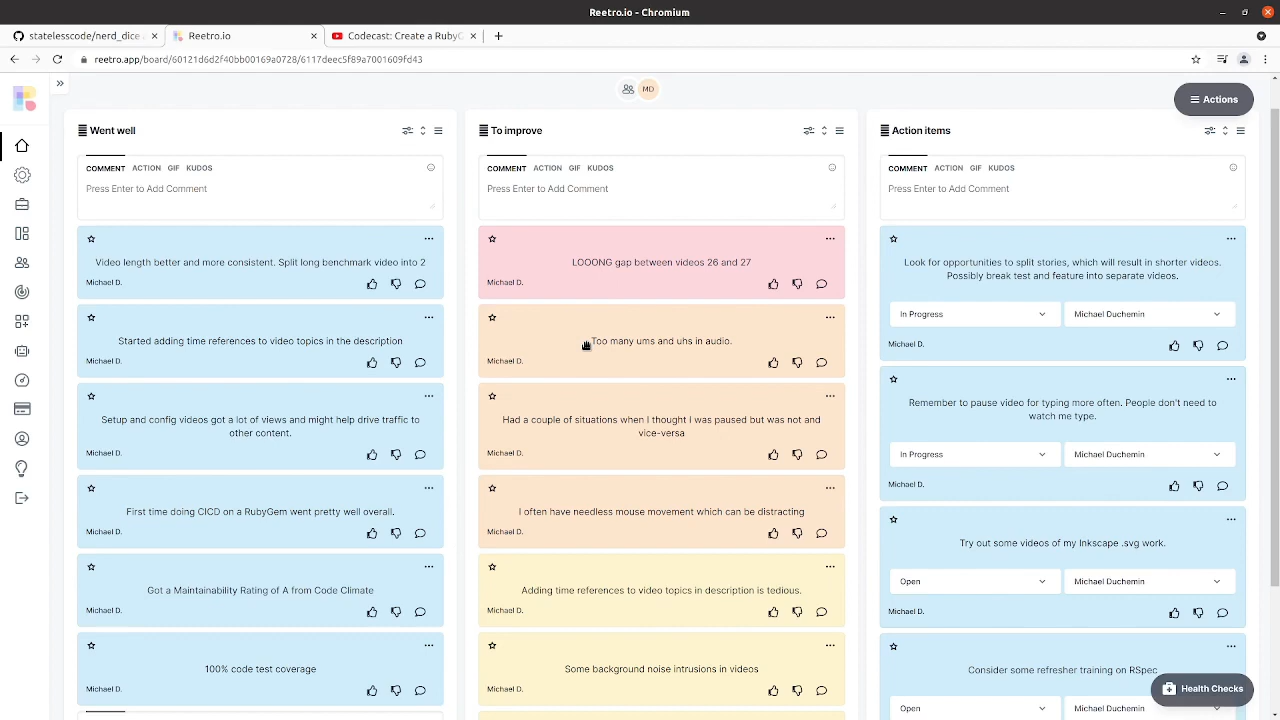 Reetro.io - Chromium
statelesscode/nerd_dice
Reetro.io
Codecast: Create a RubyG
reetro.app/board/60121d6d2f40bb00169a0728/6117deec5f89a7001609fd43
MD
Actions
Went well
COMMENT ACTION GIF KUDOS
Press Enter to Add Comment
Video length better and more consistent. Split long benchmark video into 2
Michael D.
Started adding time references to video topics in the description
Michael D.
Setup and config videos got a lot of views and might help drive traffic to
other content.
Michael D.
First time doing CICD on a RubyGem went pretty well overall.
Michael D.
Got a Maintainability Rating of A from Code Climate
Michael D.
100% code test coverage
Michael D.
To improve
COMMENT ACTION GIF KUDOS
Press Enter to Add Comment
LOOONG gap between videos 26 and 27
Michael D.
Too many ums and uhs in audio.
Michael D.
Had a couple of situations when I thought I was paused but was not and
vice-versa
Michael D.
I often have needless mouse movement which can be distracting
Michael D.
Adding time references to video topics in description is tedious.
Michael D.
Some background noise intrusions in videos
Michael D.
Action items
COMMENT ACTION GIF KUDOS
Press Enter to Add Comment
Look for opportunities to split stories, which will result in shorter videos.
Possibly break test and feature into separate videos.
In Progress Michael Duchemin
Michael D.
Remember to pause video for typing more often. People don't need to
watch me type.
In Progress Michael Duchemin
Michael D.
Try out some videos of my Inkscape .svg work.
Open Michael Duchemin
Michael D.
Consider some refresher training on RSpec
Open Michael Duchemin
Health Checks